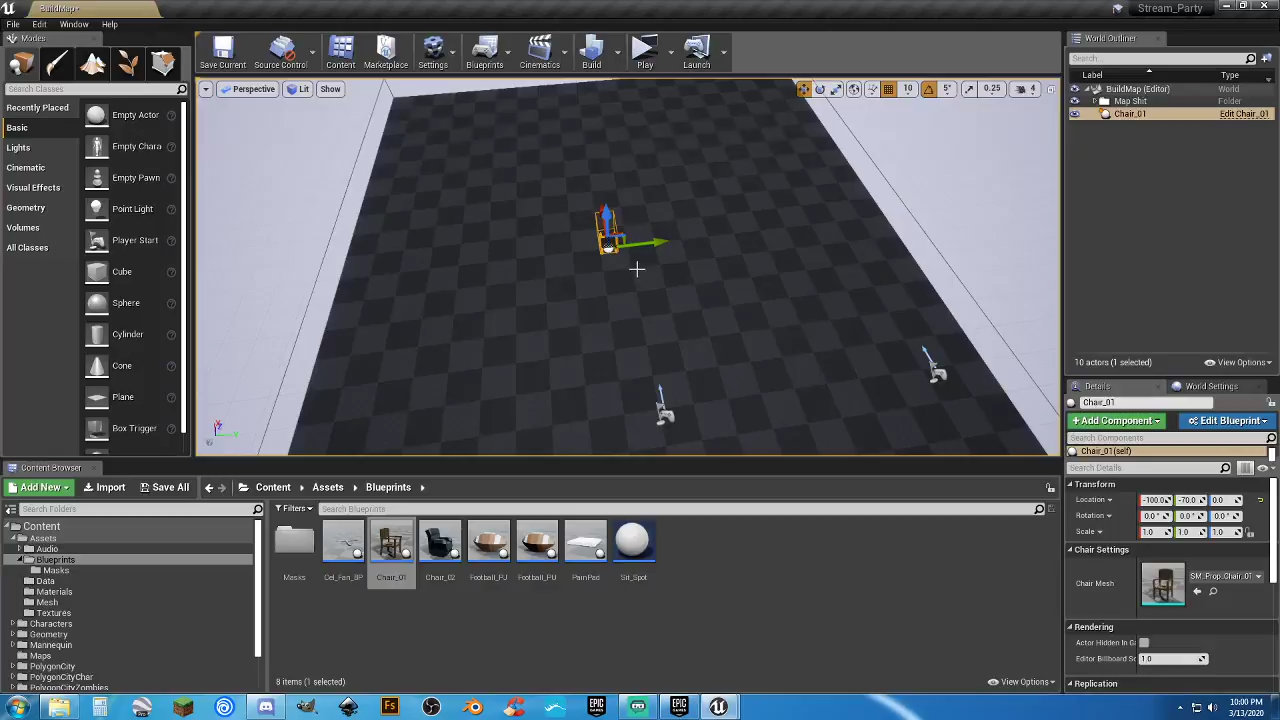 BuildMap*
Stream_Party
File Edit Window Help
Modes
Search Classes
Recently Placed
Basic
Lights
Cinematic
Visual Effects
Geometry
Volumes
All Classes
Empty Actor
Empty Chara
Empty Pawn
Point Light
Player Start
Cube
Sphere
Cylinder
Cone
Plane
Box Trigger
Save Current
Source Control
Content
Marketplace
Settings
Blueprints
Cinematics
Build
Play
Launch
Perspective
Lit
Show
10
5°
0.25
4
World Outliner
Search...
Label Type
BuildMap (Editor) World
Map Shit Folder
Chair_01 Edit Chair_01
10 actors (1 selected) View Options
Details World Settings
Chair_01
Add Component Edit Blueprint
Search Components
Chair_01(self)
Search Details
Transform
Location -100.0 -70.0 0.0
Rotation 0.0° 0.0° 0.0°
Scale 1.0 1.0 1.0
Chair Settings
Chair Mesh SM_Prop_Chair_01
Rendering
Actor Hidden In G
Editor Billboard Sc 1.0
Replication
Content Browser
Add New Import Save All Content Assets Blueprints
Search Folders
Filters Search Blueprints
Content
Assets
Audio
Blueprints
Masks
Data
Materials
Mesh
Textures
Characters
Geometry
Mannequin
Maps
PolygonCity
PolygonCityChar
PolygonCityZombies
Masks Cel_Fan_BP Chair_01 Chair_02 Football_PU Football_PU PainPad Sit_Spot
8 items (1 selected) View Options
10:00 PM
3/13/2020